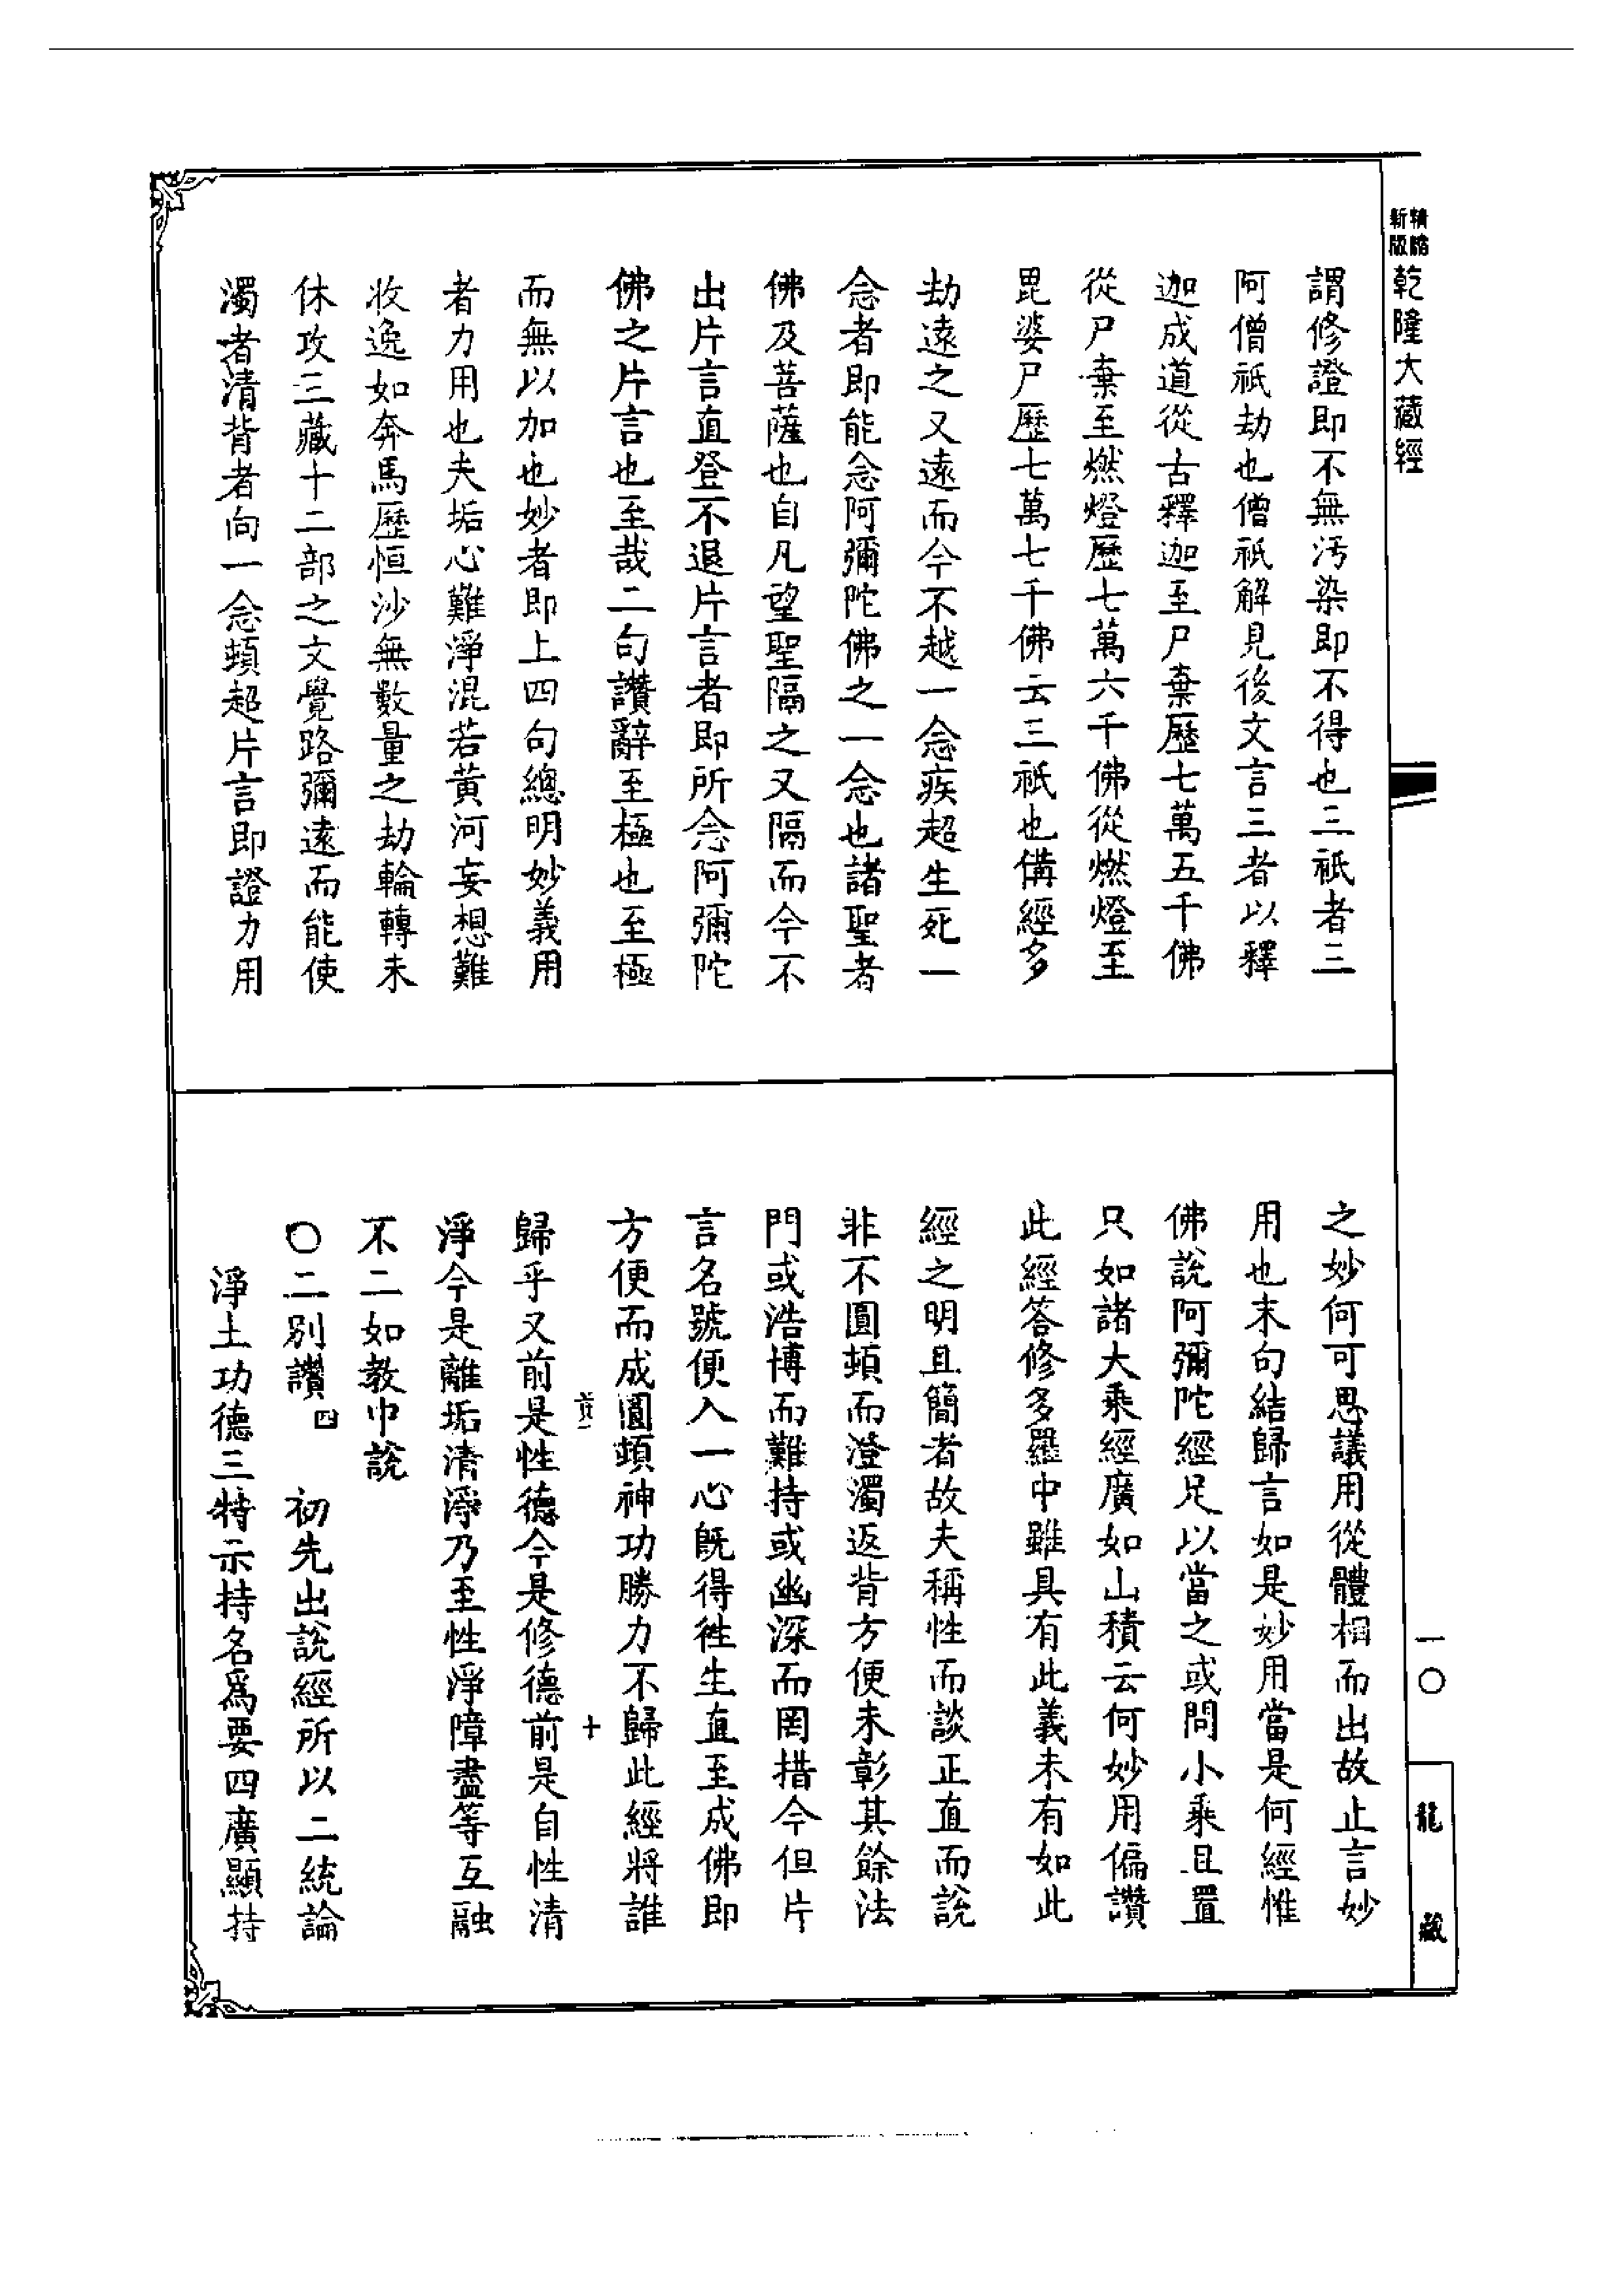 新版 精縮 乾隆大藏經
謂修證即不無汚染即不得也三祇者三
阿僧祇劫也僧祇解見後文言三者以釋
迦成道從古釋迦至尸棄歷七萬五千佛
從尸棄至燃燈歷七萬六千佛從燃燈至
毘婆尸歷七萬七千佛云三祇也備經多
劫遠之又遠而今不越一念疾超生死一
念者即能念阿彌陀佛之一念也諸聖者
佛及菩薩也自凡望聖隔之又隔而今不
出片言直登不退片言者即所念阿彌陀
佛之片言也至哉二句讚辭至極也至極
而無以加也妙者即上四句總明妙義用
者力用也夫垢心難淨混若黃河妄想難
收逸如奔馬歷恒沙無數量之劫輪轉未
休攻三藏十二部之文覺路彌遠而能使
濁者清背者向一念頓超片言即證力用
之妙何可思議用從體相而出故止言妙
用也末句結歸言如是妙用當是何經惟
佛說阿彌陀經足以當之或問小乘且置
只如諸大乘經廣如山積云何妙用偏讚
此經答修多羅中雖具有此義未有如此
經之明且簡者故夫稱性而談正直而說
非不圓頓而澄濁返背方便未彰其餘法
門或浩博而難持或幽深而罔措今但片
言名號便入一心既得往生直至成佛即
方便而成圓頓神功勝力不歸此經將誰
歸乎又前是性德今是修德前是自性清
淨今是離垢清淨乃至性淨障盡等互融
不二如教中說
○二別讚四 初先出說經所以二統論
淨土功德三特示持名爲要四廣顯持
十
一〇
龍藏